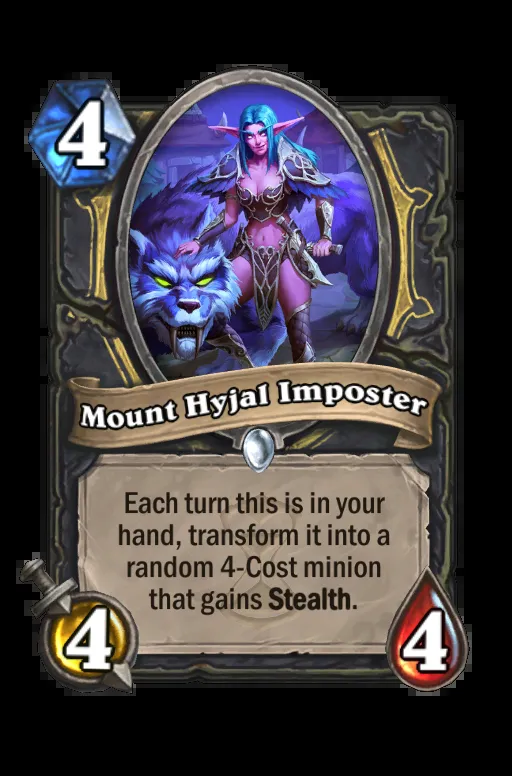 4
Mount Hyjal Imposter
Each turn this is in your
hand, transform it into a
random 4-Cost minion
that gains Stealth.
4
4